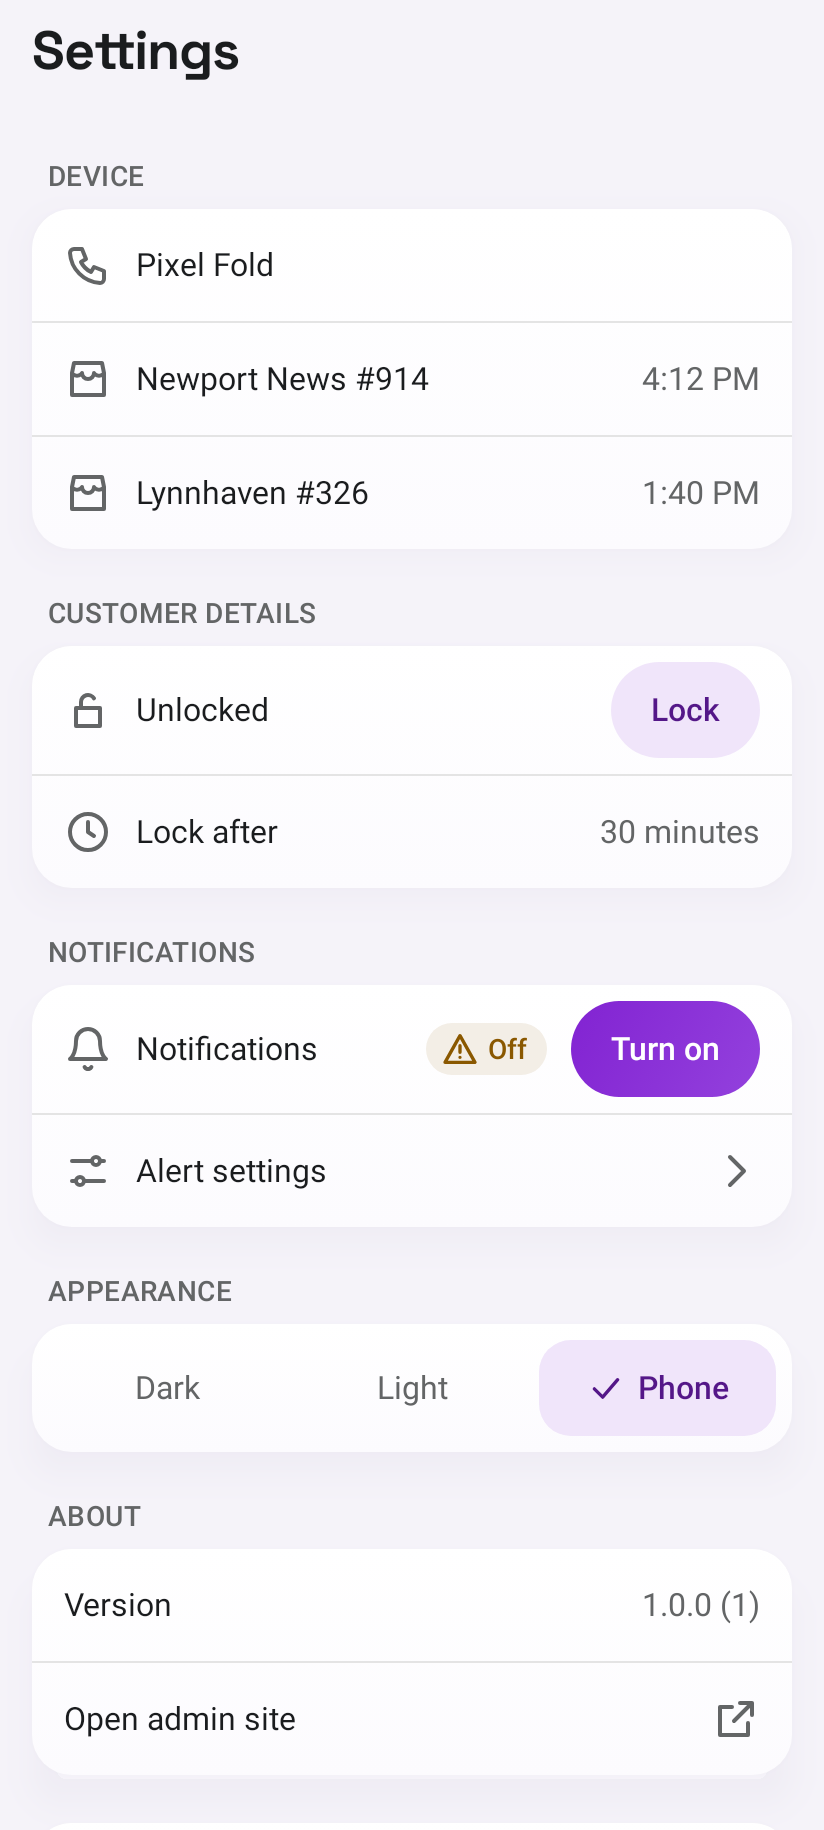 Settings
DEVICE
Pixel Fold
Newport News #914 4:12 PM
Lynnhaven #326 1:40 PM
CUSTOMER DETAILS
Unlocked Lock
Lock after 30 minutes
NOTIFICATIONS
Notifications Off Turn on
Alert settings
APPEARANCE
Dark Light Phone
ABOUT
Version 1.0.0 (1)
Open admin site